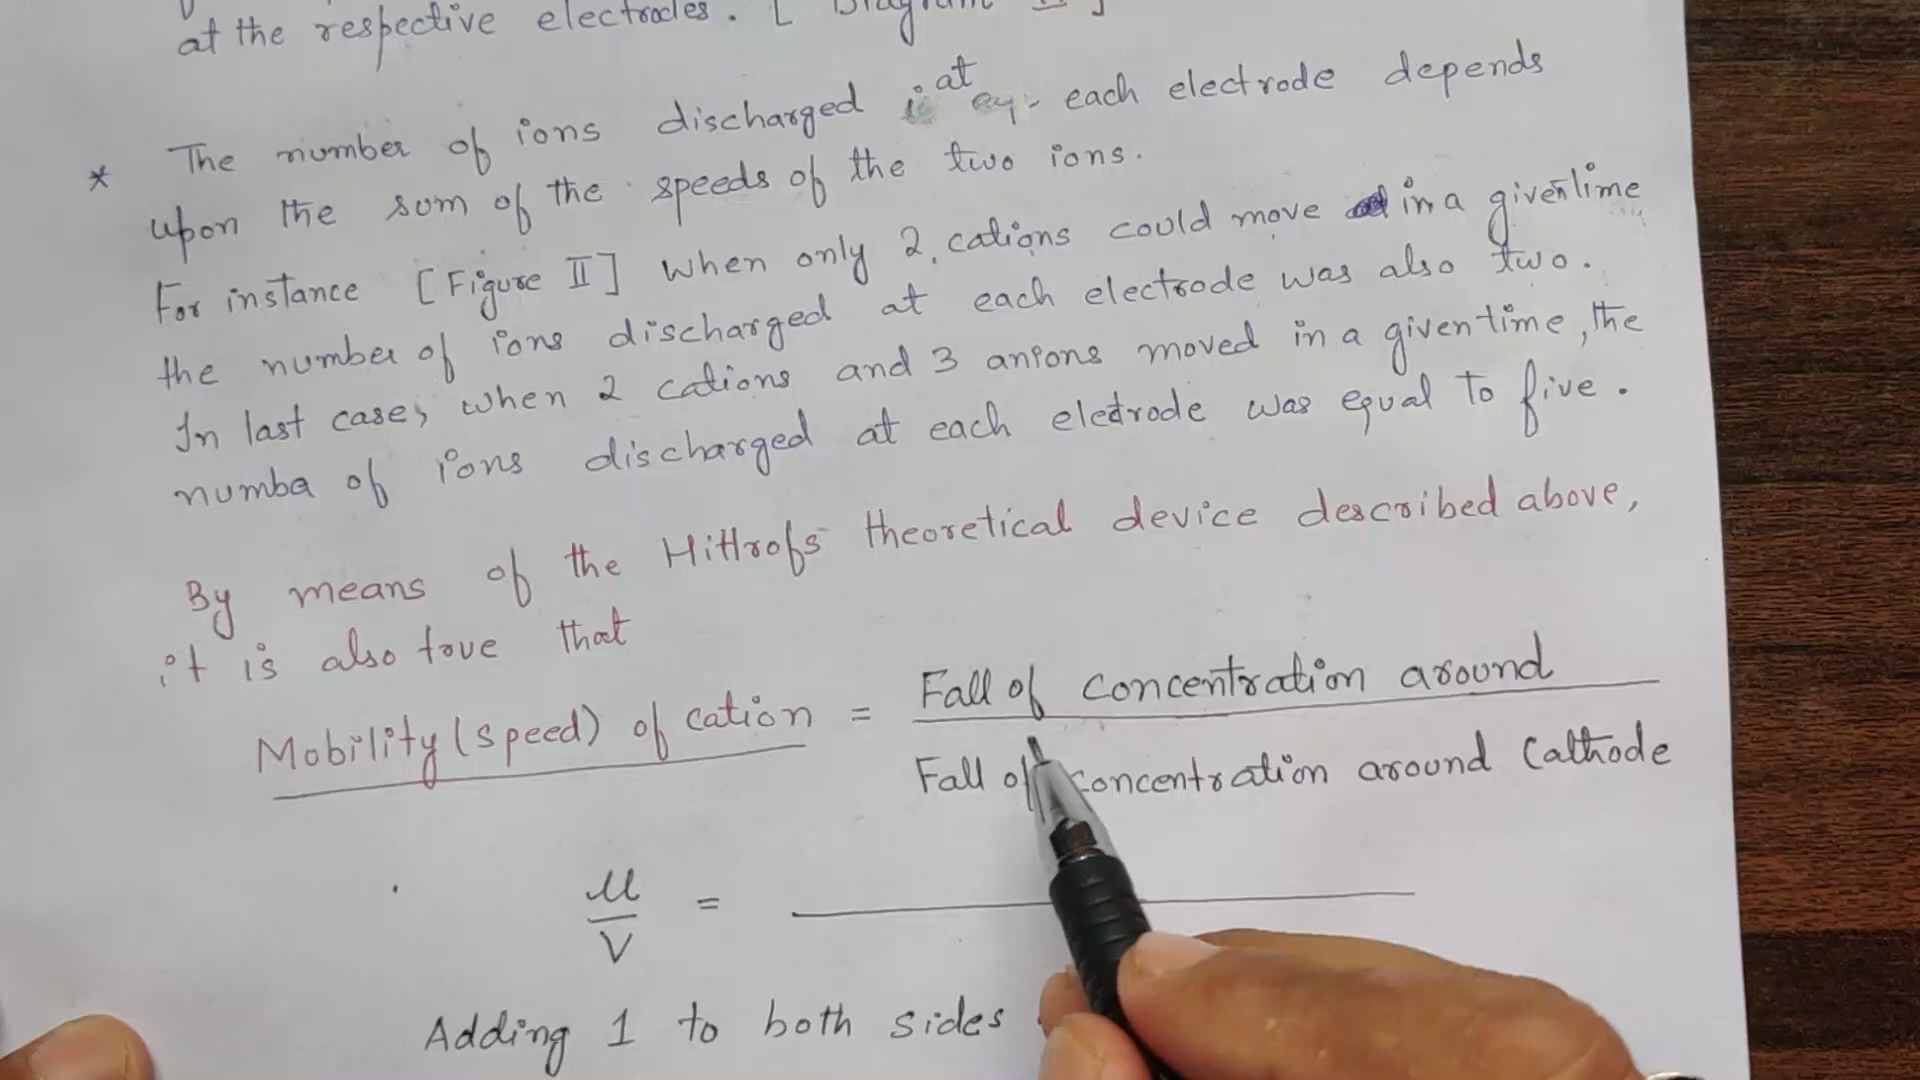 at the respective electrodes. [ Diagram II ]
* The number of ions discharged at each electrode depends
upon the sum of the speeds of the two ions.
For instance [Figure II] when only 2 cations could move in a given time
the number of ions discharged at each electrode was also two.
In last case, when 2 cations and 3 anions moved in a given time, the
numbe of ions discharged at each electrode was equal to five.
By means of the Hittrofs theoretical device described above,
it is also true that
Mobility (speed) of cation = Fall of concentration around
Fall of concentration around Cathode
u
V
=
Adding 1 to both sides